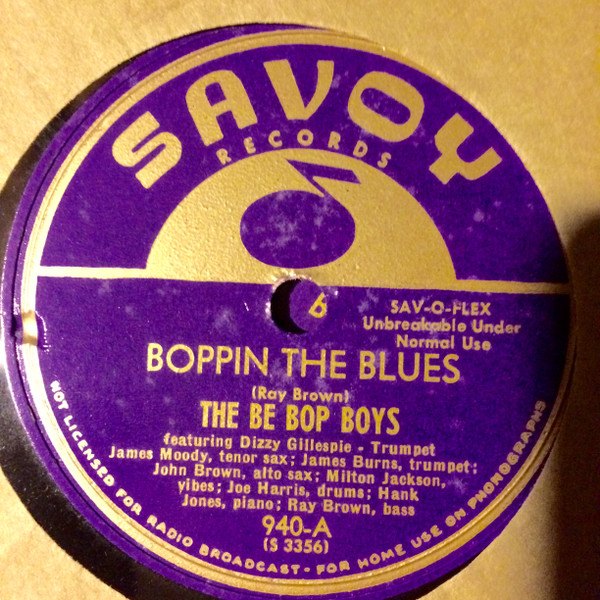 SAVOY
RECORDS
6
SAV-O-FLEX
Unbreakable Under
Normal Use
BOPPIN THE BLUES
(Ray Brown)
THE BE BOP BOYS
featuring Dizzy Gillespie - Trumpet
James Moody, tenor sax; James Burns, trumpet;
John Brown, alto sax; Milton Jackson,
vibes; Joe Harris, drums; Hank
Jones, piano; Ray Brown, bass
940-A
(S 3356)
NOT LICENSED FOR RADIO BROADCAST - FOR HOME USE ON PHONOGRAPHS